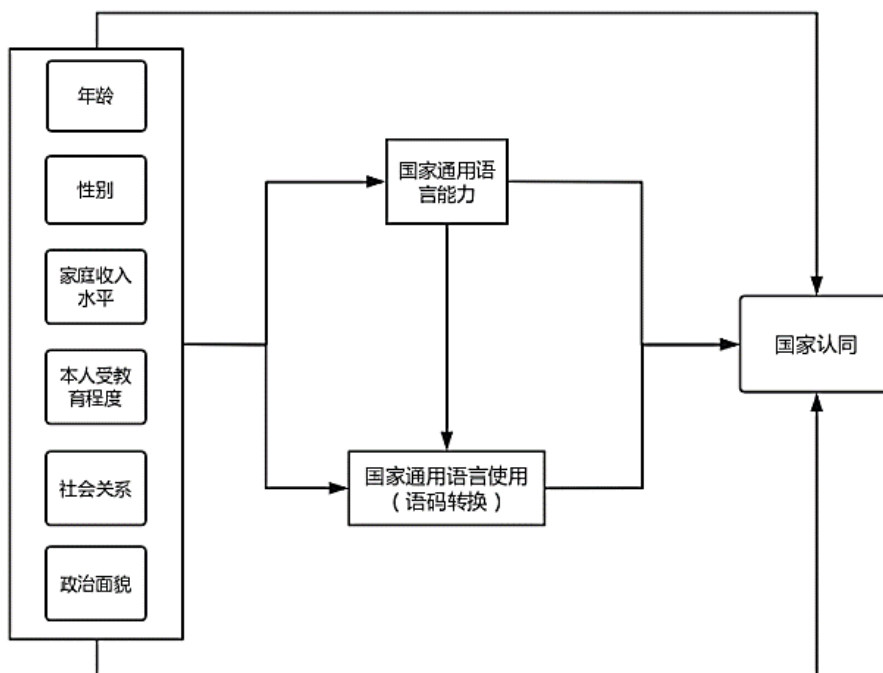 年龄
性别
家庭收入
水平
本人受教
育程度
社会关系
政治面貌
国家通用语
言能力
国家通用语言使用
（语码转换）
国家认同